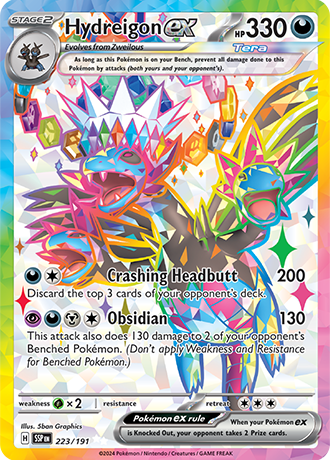 STAGE 2 Hydreigon ex HP 330
Evolves from Zweilous Tera
As long as this Pokémon is on your Bench, prevent all damage done to this
Pokémon by attacks (both yours and your opponent's).
Crashing Headbutt 200
Discard the top 3 cards of your opponent's deck.
Obsidian 130
This attack also does 130 damage to 2 of your opponent's
Benched Pokémon. (Don't apply Weakness and Resistance
for Benched Pokémon.)
weakness ×2 resistance retreat
Pokémon ex rule When your Pokémon ex
is Knocked Out, your opponent takes 2 Prize cards.
Illus. 5ban Graphics
H SSP EN 223/191
©2024 Pokémon / Nintendo / Creatures / GAME FREAK